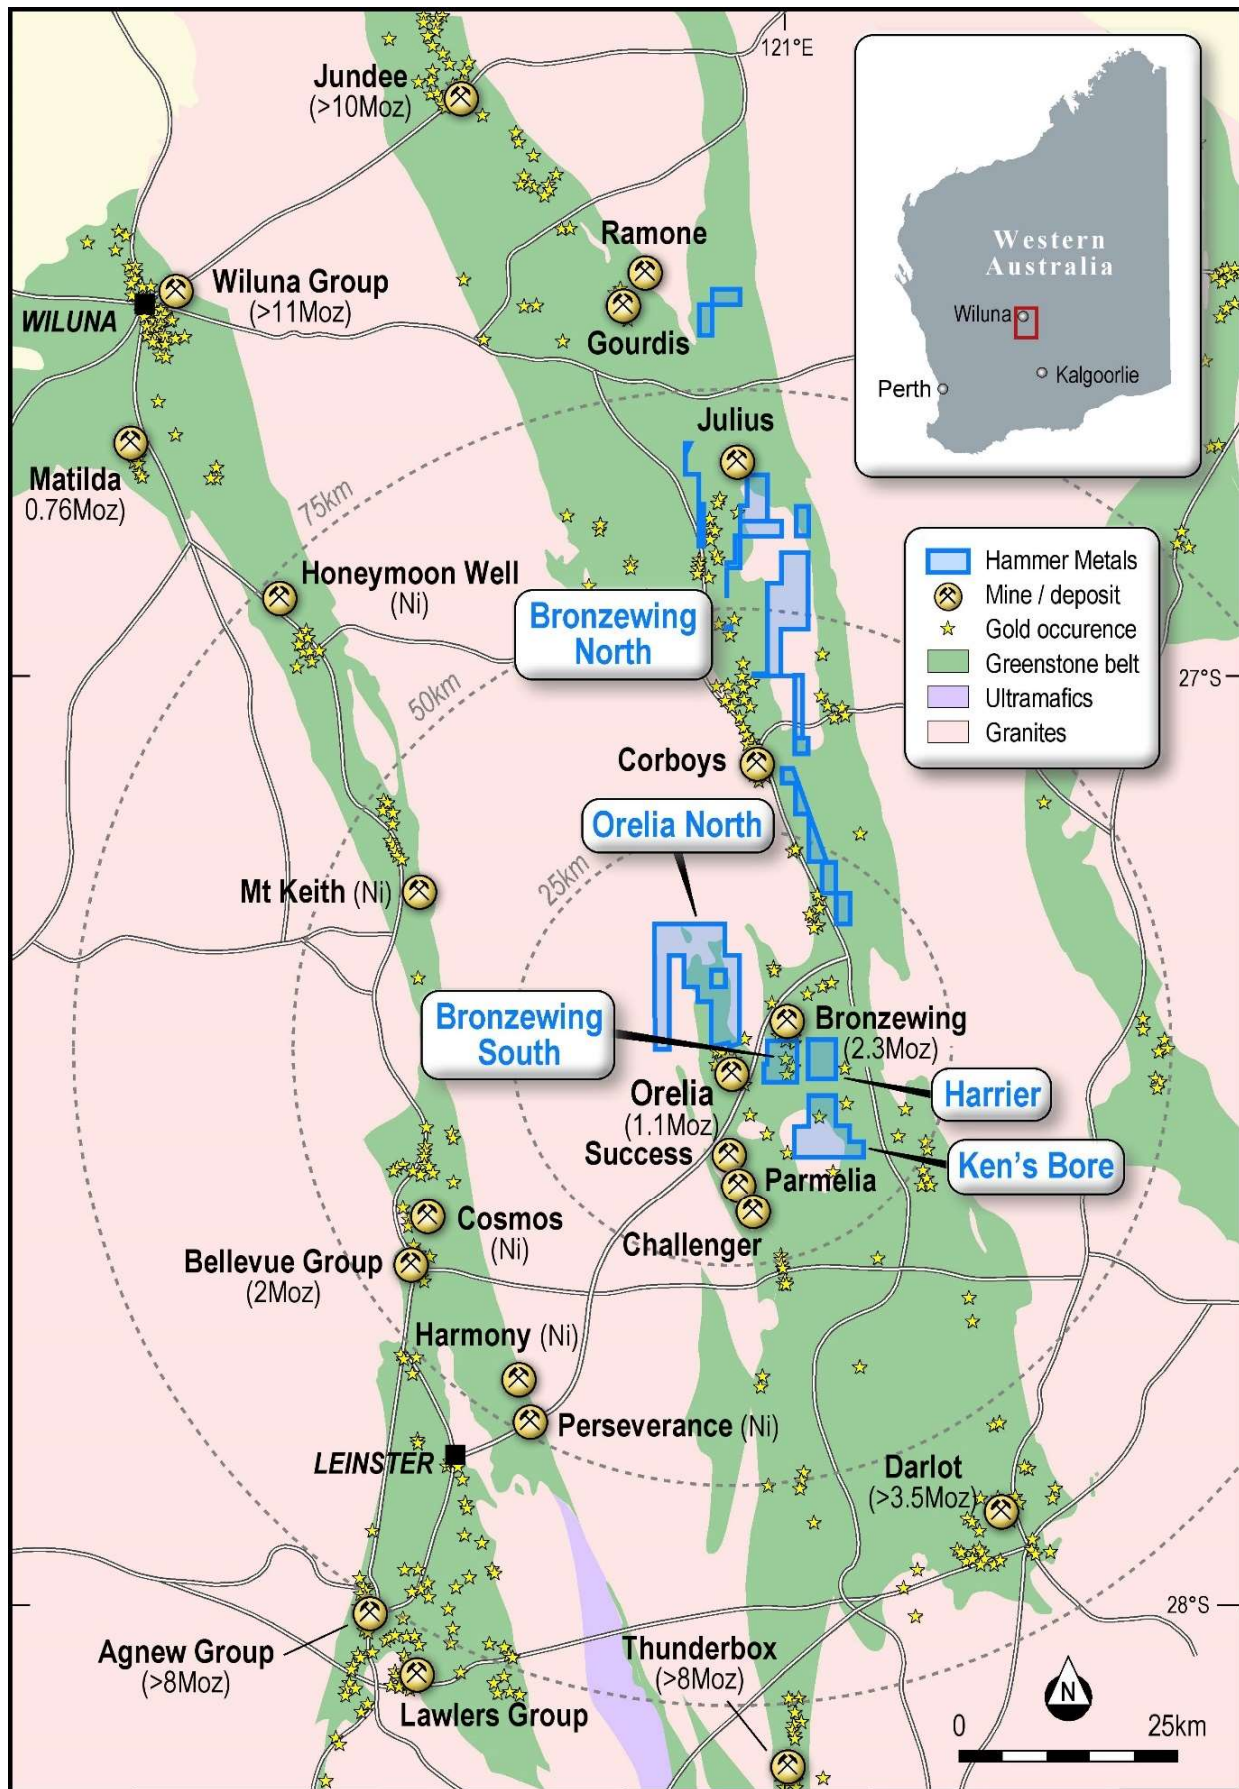 121°E
Jundee
(>10Moz)
Ramone
Wiluna Group
(>11Moz)
WILUNA
Gourdis
Western
Australia
Wiluna
Kalgoorlie
Perth
Julius
Matilda
0.76Moz)
75km
Honeymoon Well
(Ni)
Hammer Metals
Mine / deposit
Gold occurence
Greenstone belt
Ultramafics
Granites
Bronzewing
North
27°S
50km
Corboys
Orelia North
25km
Mt Keith (Ni)
Bronzewing
South
Bronzewing
(2.3Moz)
Orelia
(1.1Moz)
Harrier
Success
Ken's Bore
Parmelia
Cosmos
(Ni)
Challenger
Bellevue Group
(2Moz)
Harmony (Ni)
Perseverance (Ni)
LEINSTER
Darlot
(>3.5Moz)
28°S
Agnew Group
(>8Moz)
Thunderbox
(>8Moz)
Lawlers Group
N
0 25km